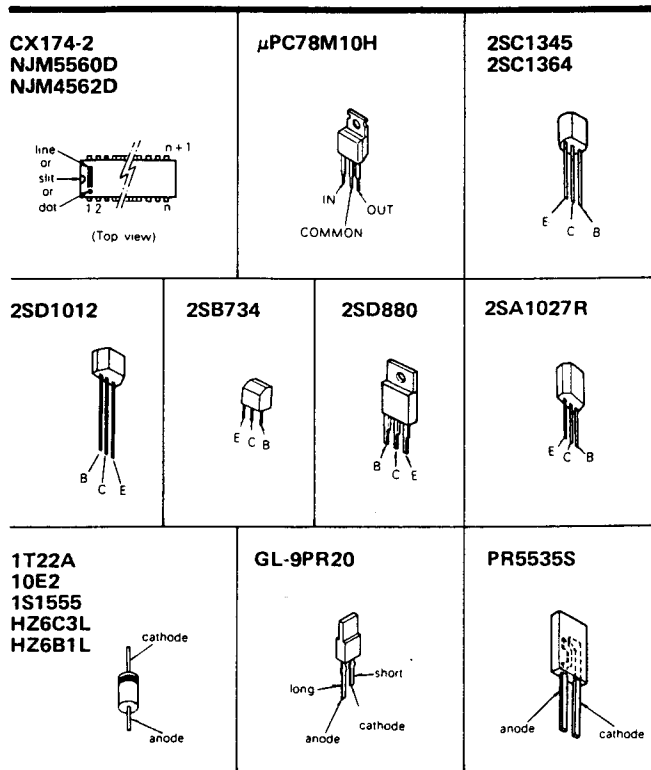 CX174-2
NJM5560D
NJM4562D
line
or
slit
or
dot
n + 1
1 2
n
(Top view)
μPC78M10H
IN
OUT
COMMON
2SC1345
2SC1364
E
C
B
2SD1012
B
C
E
2SB734
E C B
2SD880
B
C
E
2SA1027R
E
C
B
1T22A
10E2
1S1555
HZ6C3L
HZ6B1L
cathode
anode
GL-9PR20
long
short
anode
cathode
PR5535S
anode
cathode